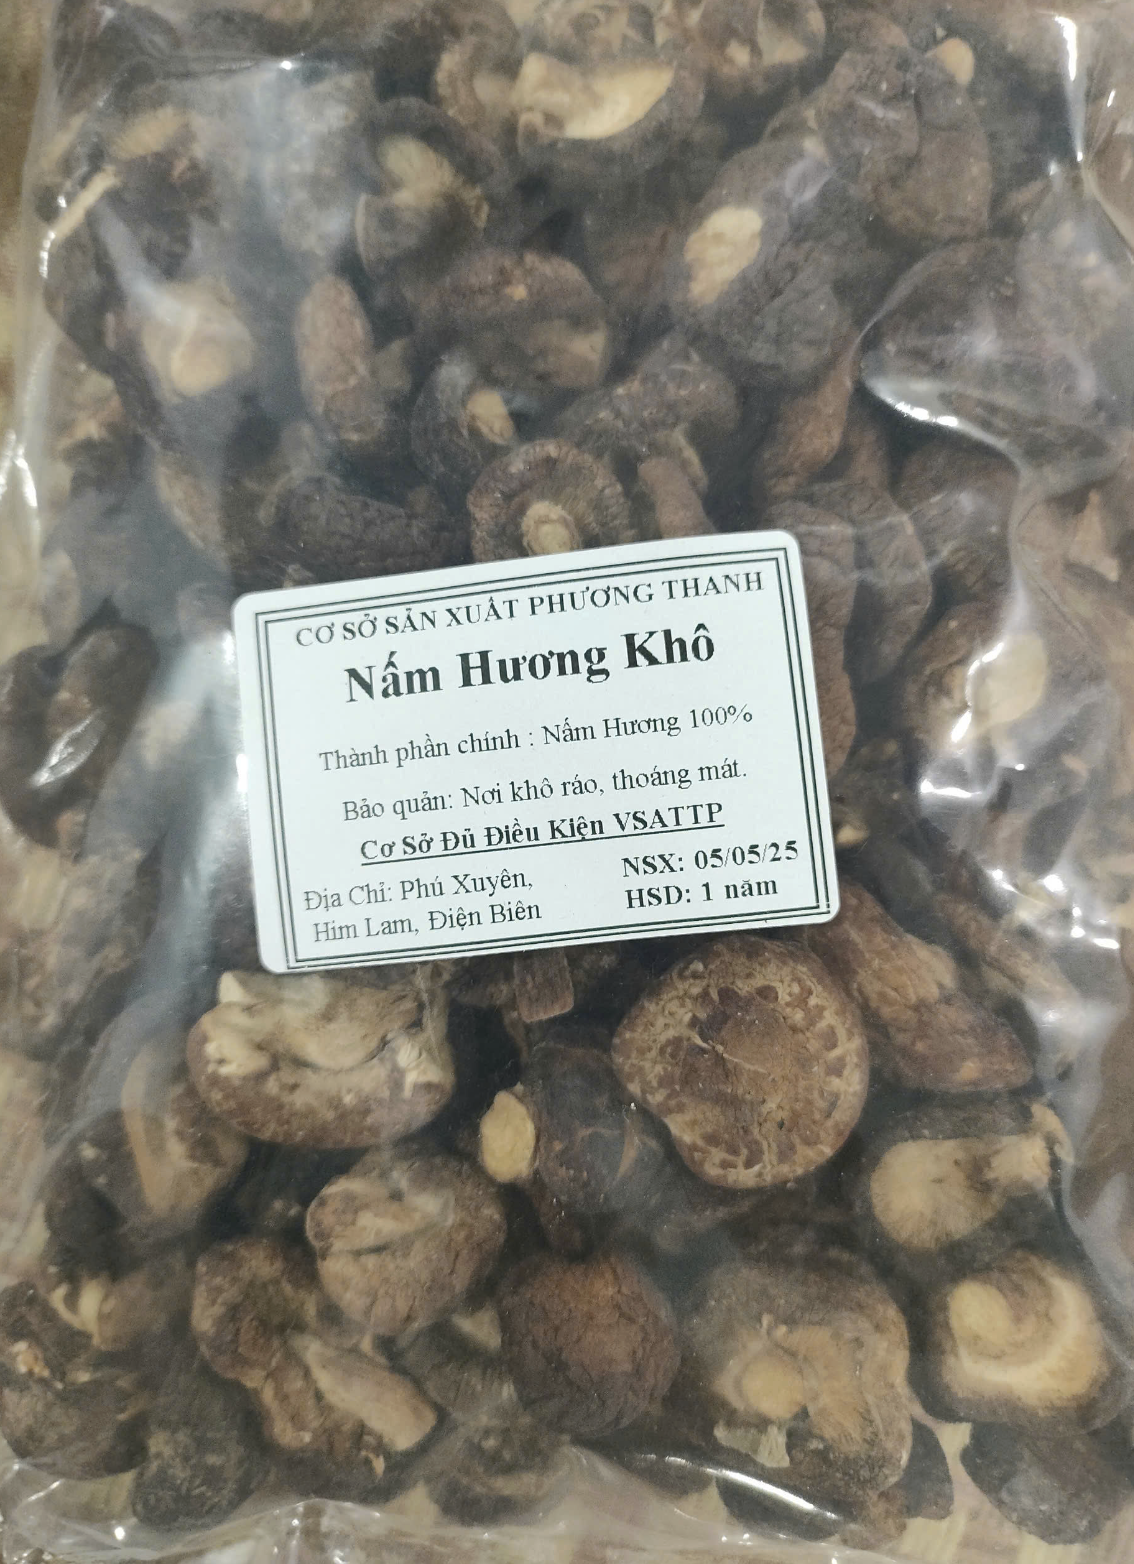 CƠ SỞ SẢN XUẤT PHƯƠNG THANH
Nấm Hương Khô
Thành phần chính : Nấm Hương 100%
Bảo quản: Nơi khô ráo, thoáng mát.
Cơ Sở Đủ Điều Kiện VSATTP
Địa Chỉ: Phú Xuyên,
Him Lam, Điện Biên
NSX: 05/05/25
HSD: 1 năm